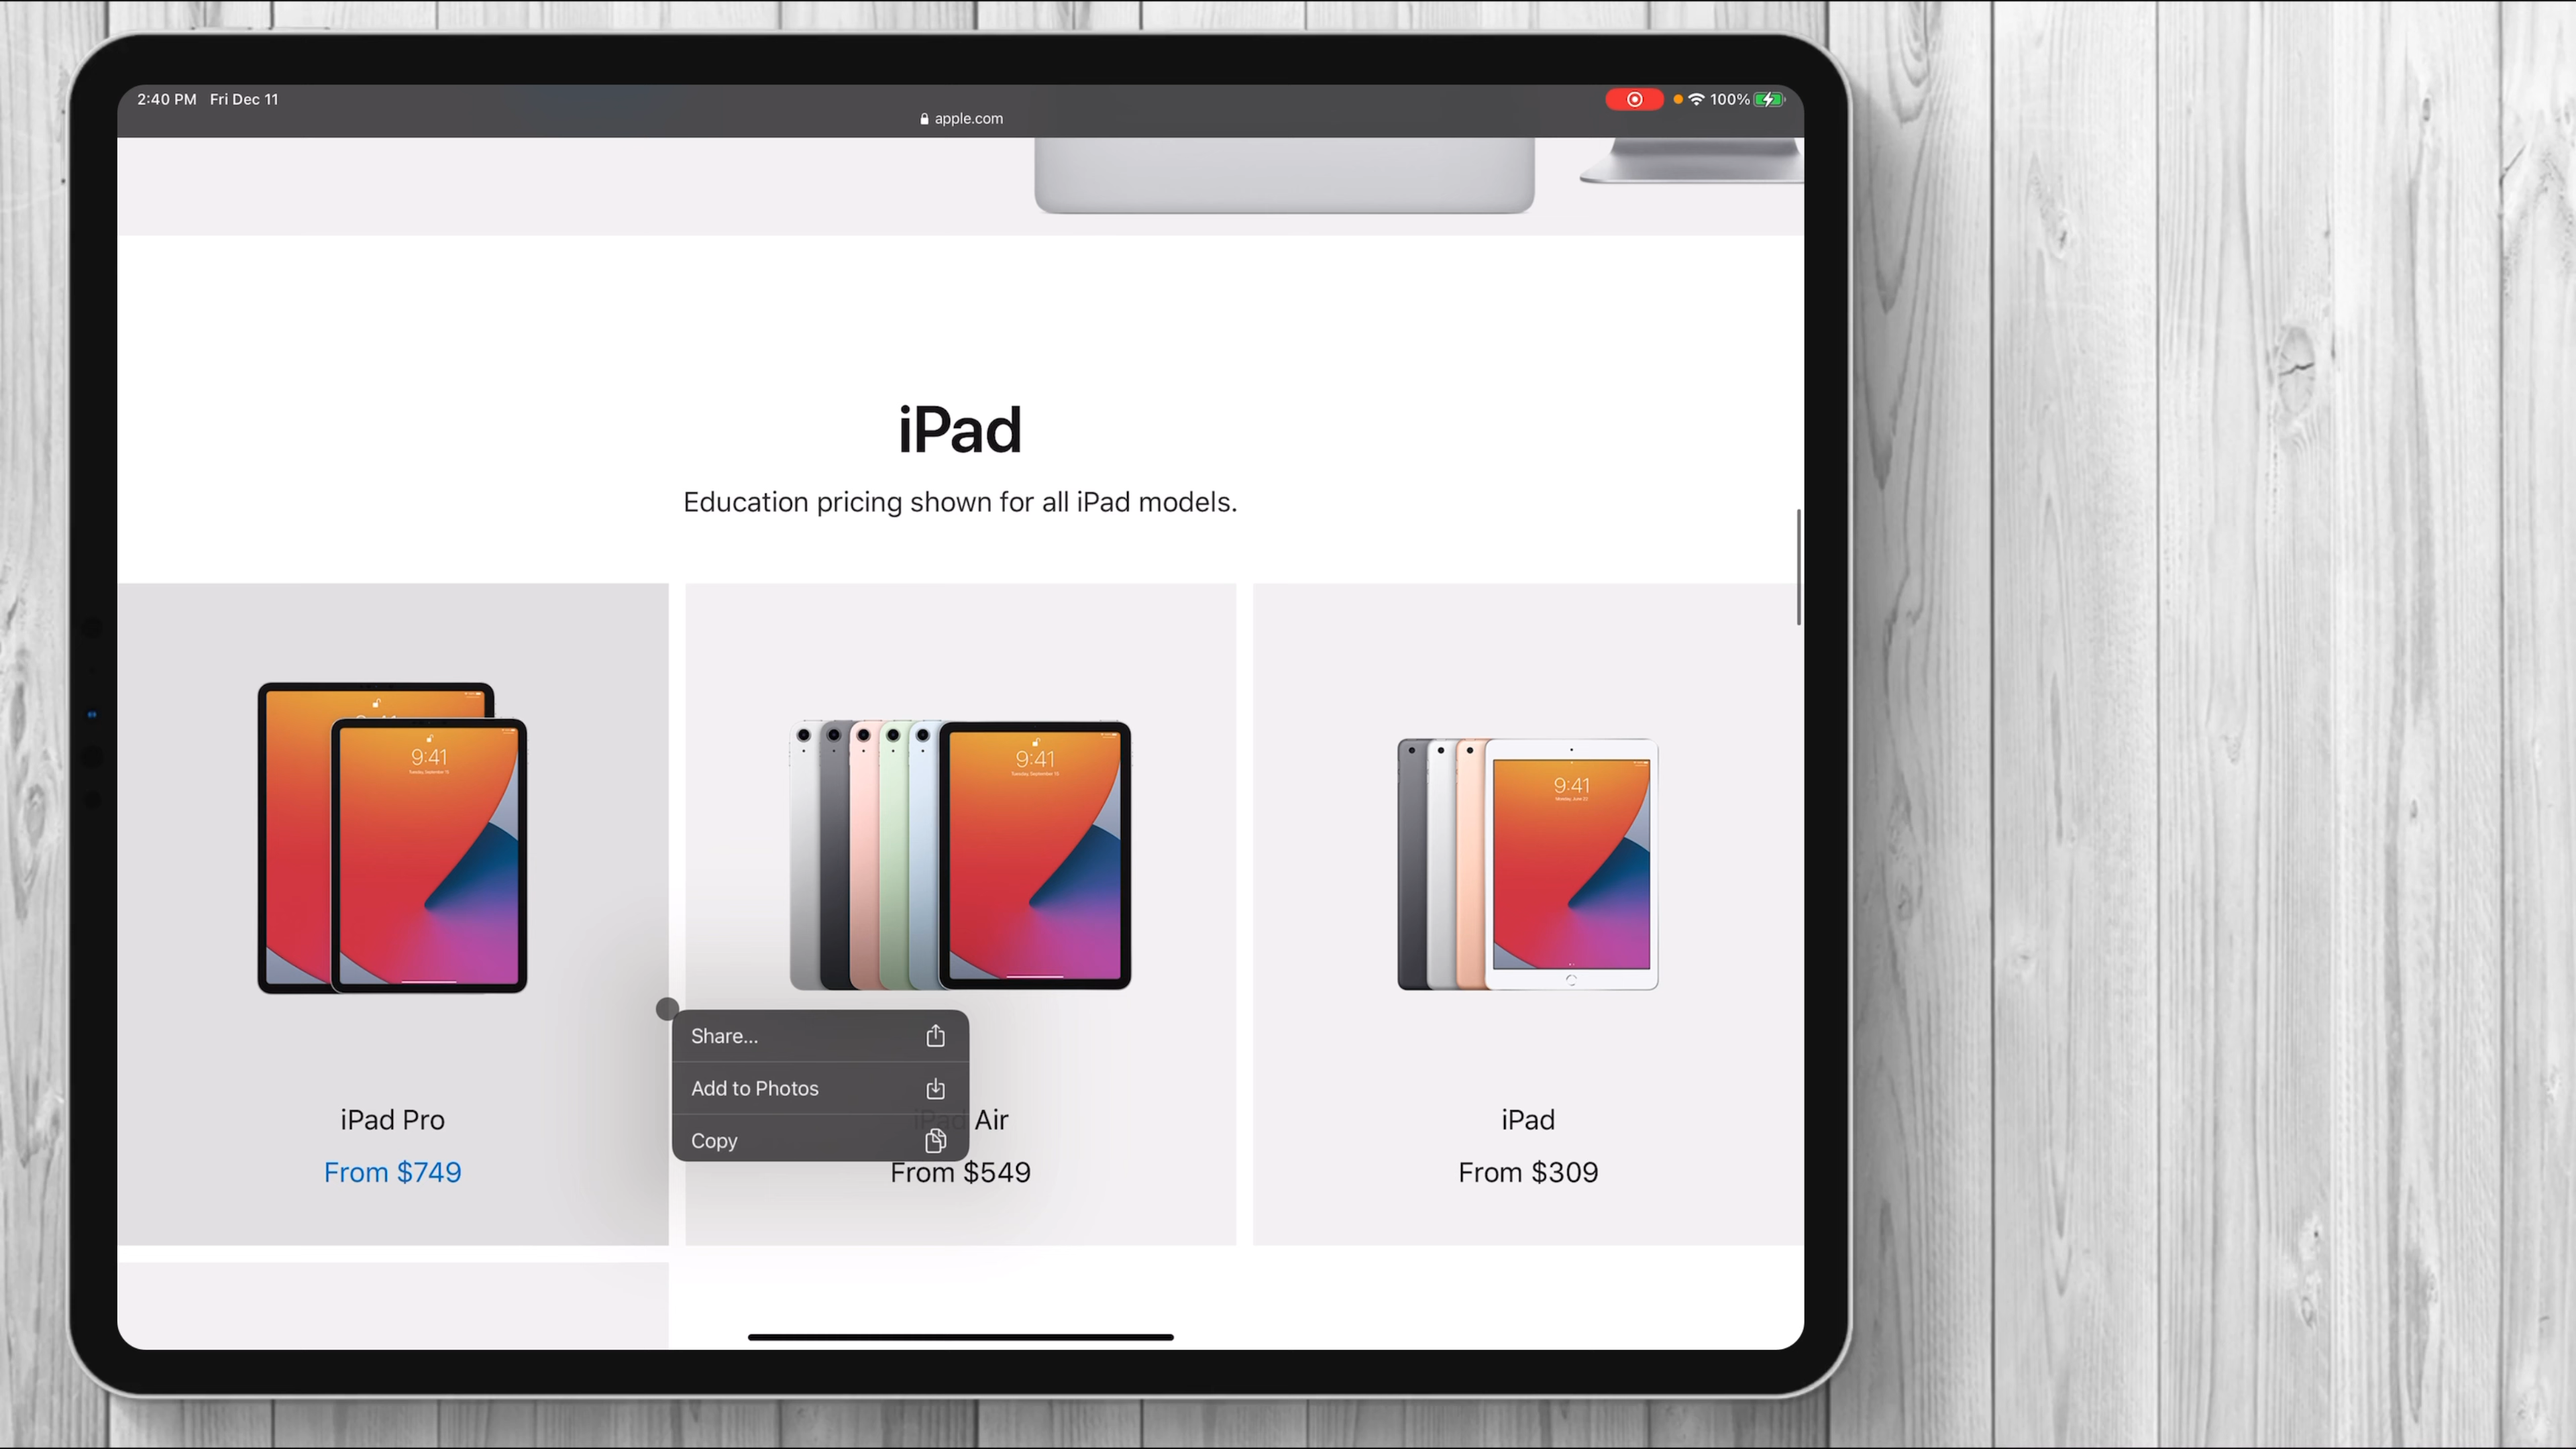 2:40 PM Fri Dec 11
100%
apple.com
iPad
Education pricing shown for all iPad models.
9:41
9:41
9:41
Share...
Add to Photos
Copy
iPad Pro
iPad Air
iPad
From $749
From $549
From $309